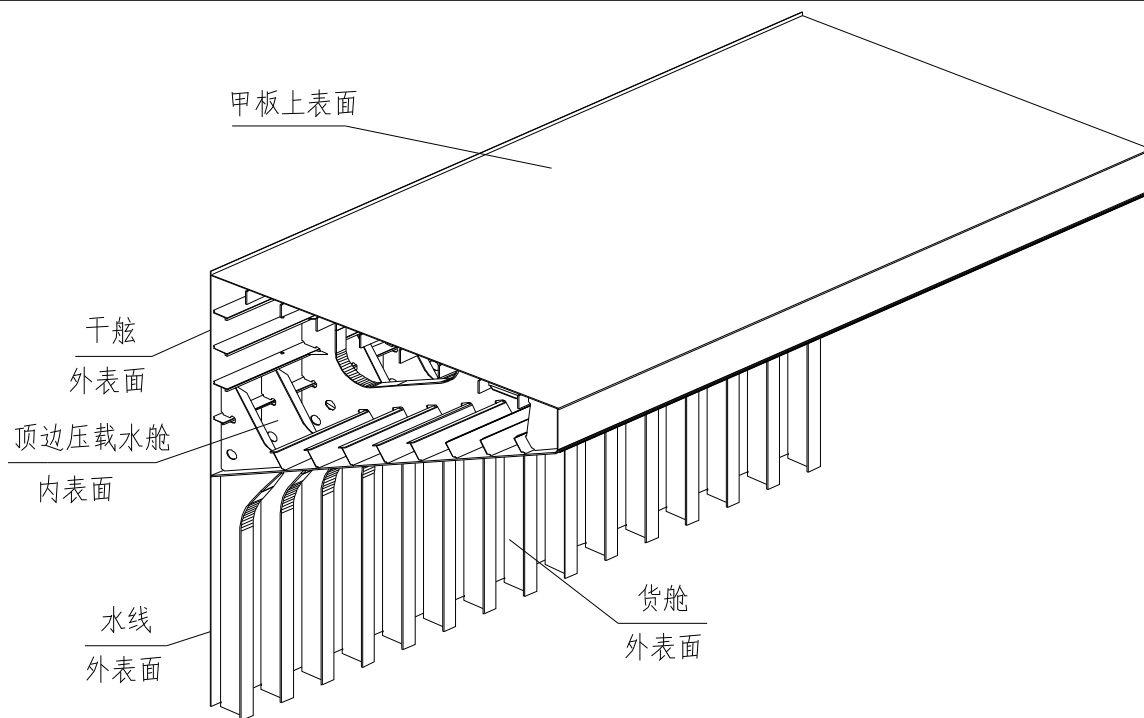 甲板上表面
干舷
外表面
顶边压载水舱
内表面
水线
外表面
货舱
外表面